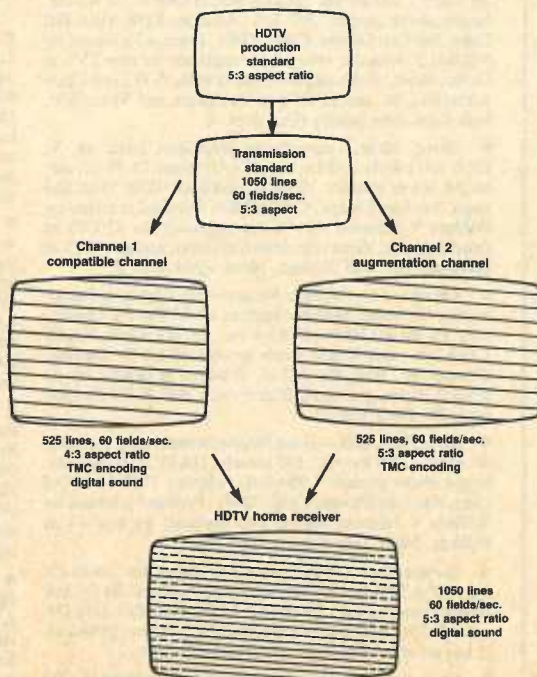 HDTV
production
standard
5:3 aspect ratio
Transmission
standard
1050 lines
60 fields/sec.
5:3 aspect
Channel 1
compatible channel
Channel 2
augmentation channel
525 lines, 60 fields/sec.
4:3 aspect ratio
TMC encoding
digital sound
525 lines, 60 fields/sec.
5:3 aspect ratio
TMC encoding
HDTV home receiver
1050 lines
60 fields/sec.
5:3 aspect ratio
digital sound